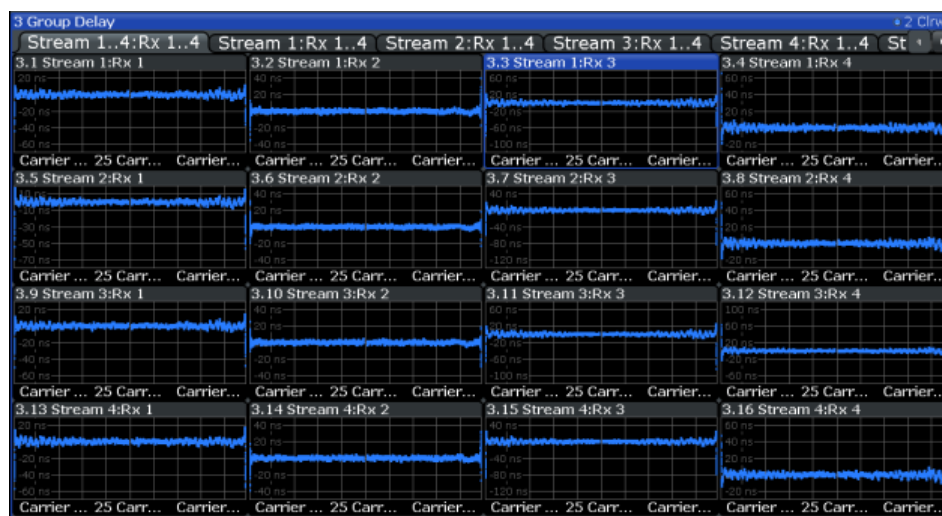 3 Group Delay 2 Clrw
Stream 1..4:Rx 1..4 Stream 1:Rx 1..4 Stream 2:Rx 1..4 Stream 3:Rx 1..4 Stream 4:Rx 1..4 St
3.1 Stream 1:Rx 1 3.2 Stream 1:Rx 2 3.3 Stream 1:Rx 3 3.4 Stream 1:Rx 4
20 ns 40 ns 60 ns 60 ns
20 ns 20 ns 40 ns
-20 ns -20 ns 20 ns
-40 ns -20 ns -60 ns
-60 ns -40 ns -100 ns -20 ns
Carrier ... 25 Carr... Carrier... Carrier ... 25 Carr... Carrier... Carrier ... 25 Carr... Carrier... Carrier ... 25 Carr... Carrier...
3.5 Stream 2:Rx 1 3.6 Stream 2:Rx 2 3.7 Stream 2:Rx 3 3.8 Stream 2:Rx 4
40 ns 60 ns
-10 ns 20 ns 40 ns
-30 ns -40 ns 20 ns
-50 ns -20 ns -80 ns
-70 ns -40 ns -120 ns -20 ns
Carrier ... 25 Carr... Carrier... Carrier ... 25 Carr... Carrier... Carrier ... 25 Carr... Carrier... Carrier ... 25 Carr... Carrier...
3.9 Stream 3:Rx 1 3.10 Stream 3:Rx 2 3.11 Stream 3:Rx 3 3.12 Stream 3:Rx 4
20 ns 40 ns 60 ns 100 ns
20 ns 20 ns 60 ns
-20 ns -20 ns 20 ns
-40 ns -20 ns -60 ns -20 ns
-60 ns -40 ns -100 ns -60 ns
Carrier ... 25 Carr... Carrier... Carrier ... 25 Carr... Carrier... Carrier ... 25 Carr... Carrier... Carrier ... 25 Carr... Carrier...
3.13 Stream 4:Rx 1 3.14 Stream 4:Rx 2 3.15 Stream 4:Rx 3 3.16 Stream 4:Rx 4
20 ns 40 ns 40 ns 60 ns
20 ns 40 ns
-20 ns -40 ns 20 ns
-40 ns -20 ns -80 ns
-60 ns -40 ns -120 ns -20 ns
Carrier ... 25 Carr... Carrier... Carrier ... 25 Carr... Carrier... Carrier ... 25 Carr... Carrier... Carrier ... 25 Carr... Carrier...